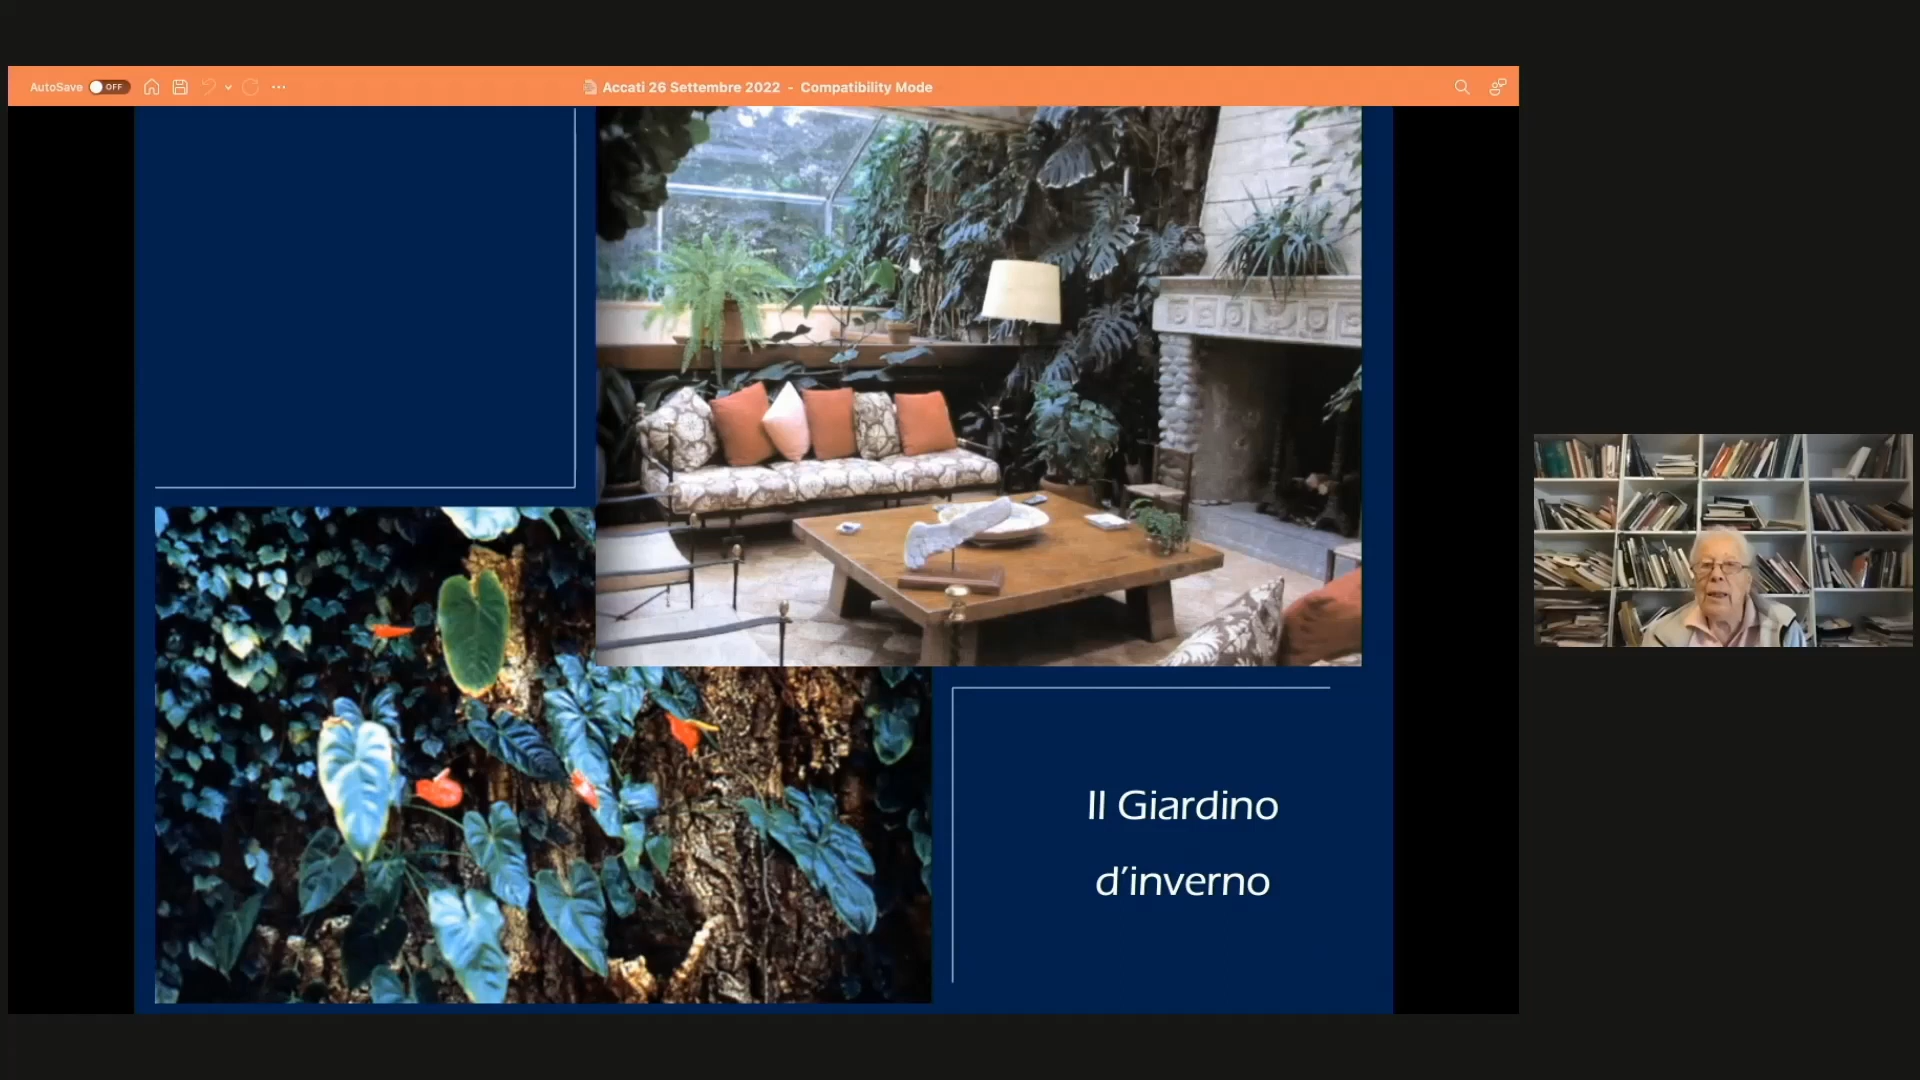 AutoSave OFF
Accati 26 Settembre 2022 - Compatibility Mode
Il Giardino
d'inverno